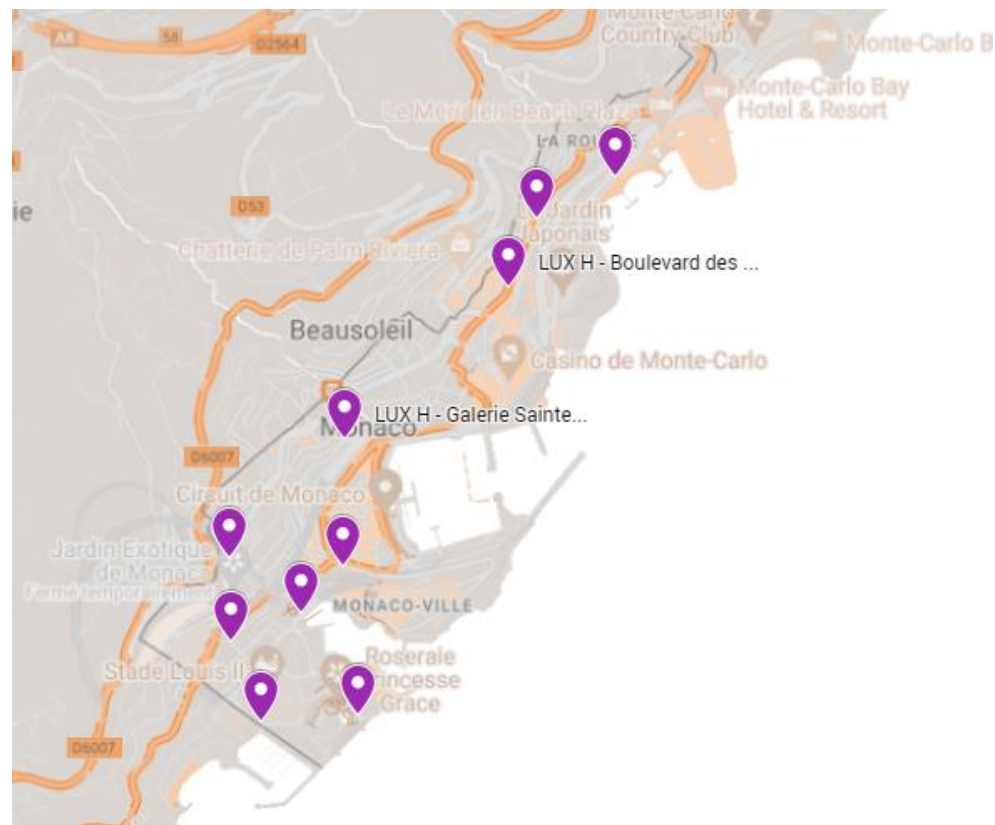 Monte-Carlo
Country Club
A8
58
D2564
Monte-Carlo B
Monte-Carlo Bay
Hotel & Resort
Le Méridien Beach Plaza
LA
D53
ie
Jardin
Japonais
Chatterie de Palm Riviera
LUX H - Boulevard des ...
Beausoleil
Casino de Monte-Carlo
LUX H - Galerie Sainte...
Monaco
D6007
Circuit de Monaco
Jardin Exotique
de Monaco
Fermé temporairement
MONACO-VILLE
Stade Louis II
Roseraie
Princesse
Grace
D6007